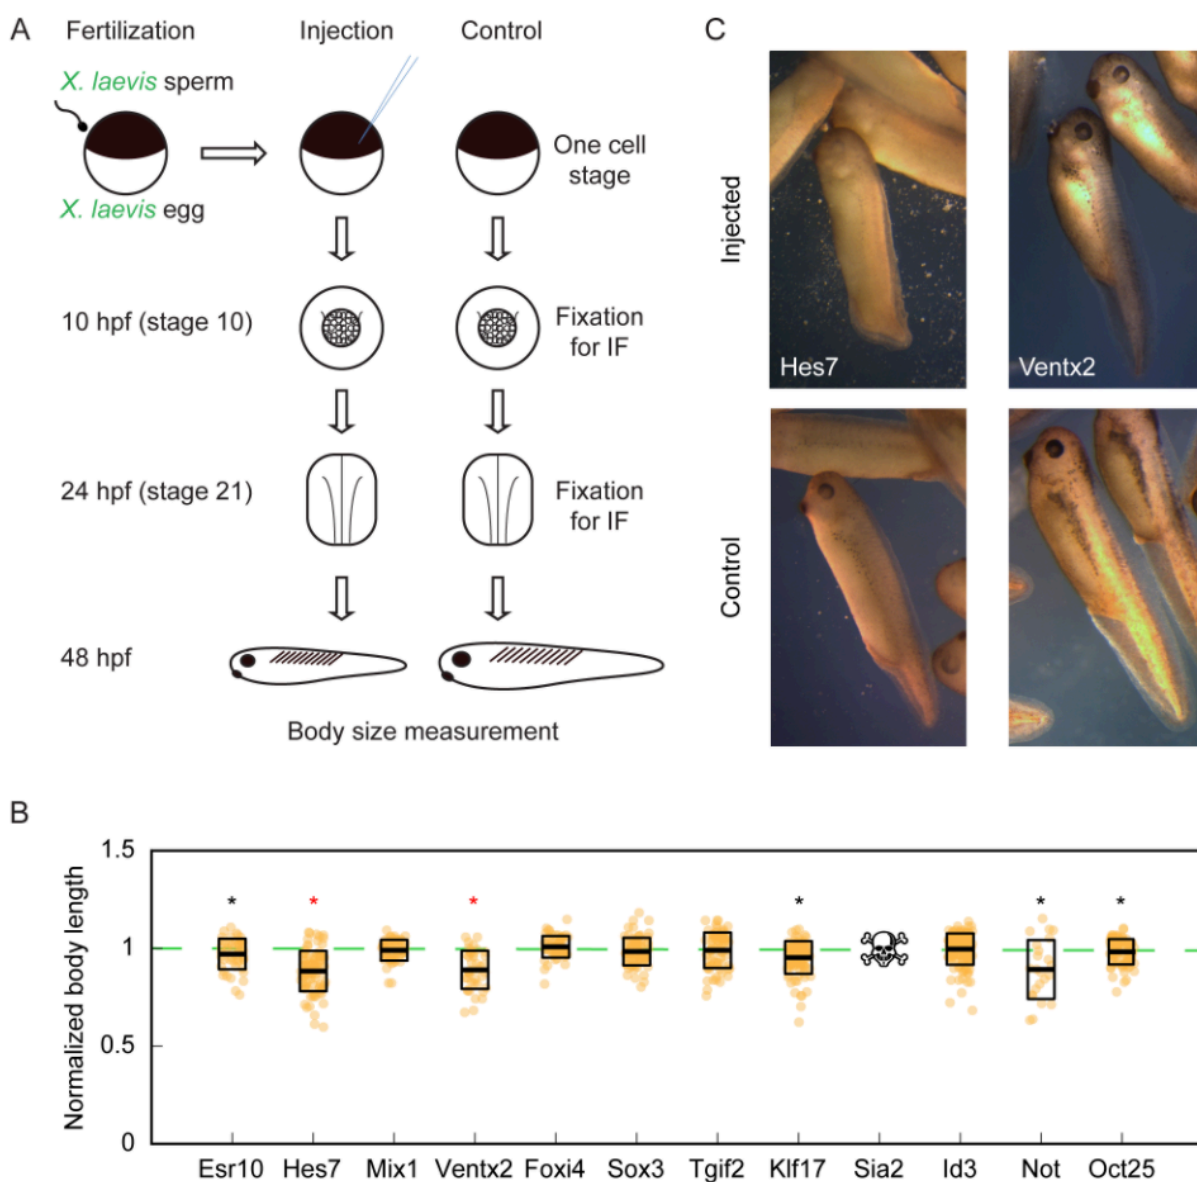 A
Fertilization
Injection
Control
X. laevis sperm
X. laevis egg
One cell
stage
10 hpf (stage 10)
Fixation
for IF
24 hpf (stage 21)
Fixation
for IF
48 hpf
Body size measurement
C
Injected
Hes7
Ventx2
Control
B
Normalized body length
1.5
1
0.5
0
* * * * * *
Esr10 Hes7 Mix1 Ventx2 Foxi4 Sox3 Tgif2 Klf17 Sia2 Id3 Not Oct25